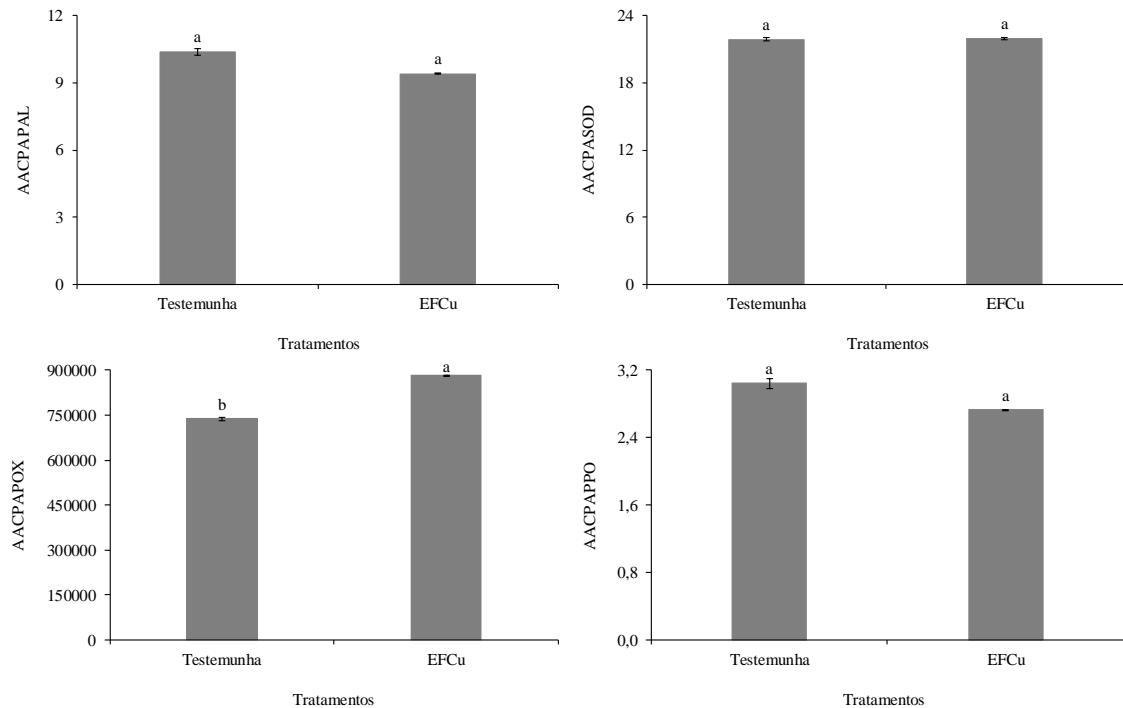 12
9
6
3
0
AACPAPAL
a
a
Testemunha
EFCu
Tratamentos
24
18
12
6
0
AACPASOD
a
a
Testemunha
EFCu
Tratamentos
900000
750000
600000
450000
300000
150000
0
AACPAPOX
b
a
Testemunha
EFCu
Tratamentos
3,2
2,4
1,6
0,8
0,0
AACPAPPO
a
a
Testemunha
EFCu
Tratamentos